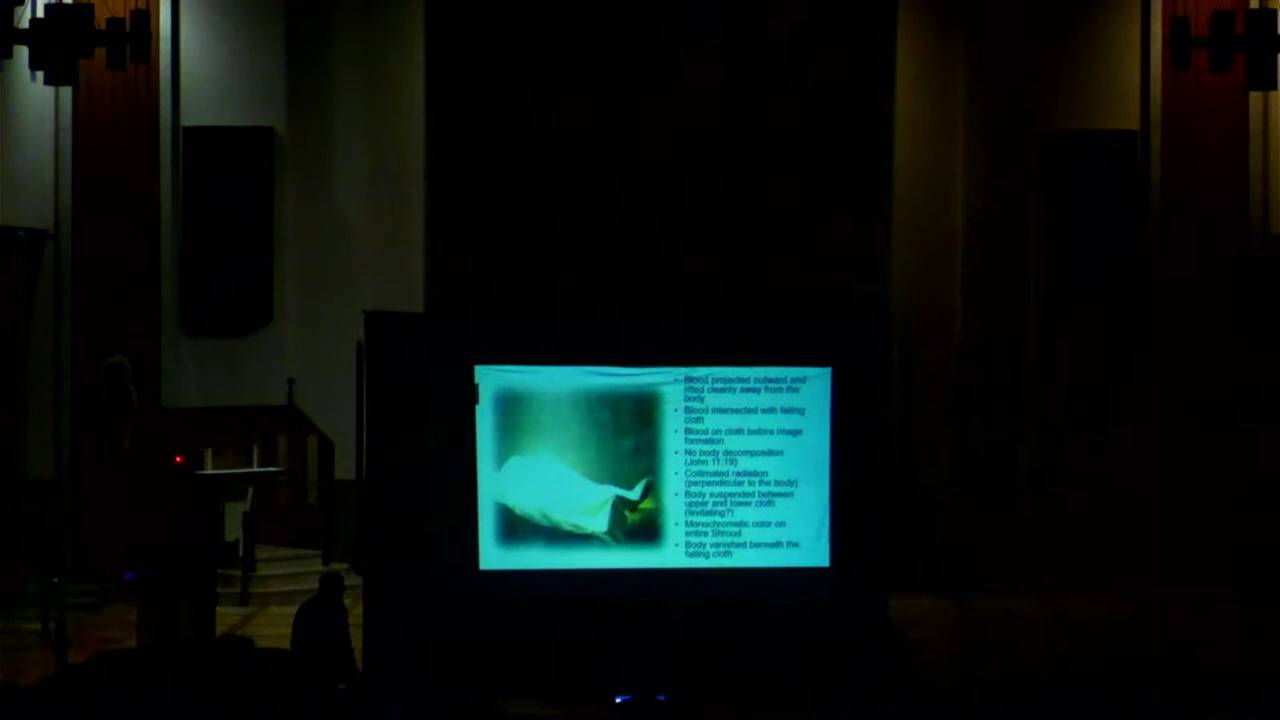 • Blood projected outward and
lifted cleanly away from the
body
• Blood intersected with falling
cloth
• Blood on cloth before image
formation
• No body decomposition
(John 11:19)
• Collimated radiation
(perpendicular to the body)
• Body suspended between
upper and lower cloth
(levitating?)
• Monochromatic color on
entire Shroud
• Body vanished beneath the
falling cloth